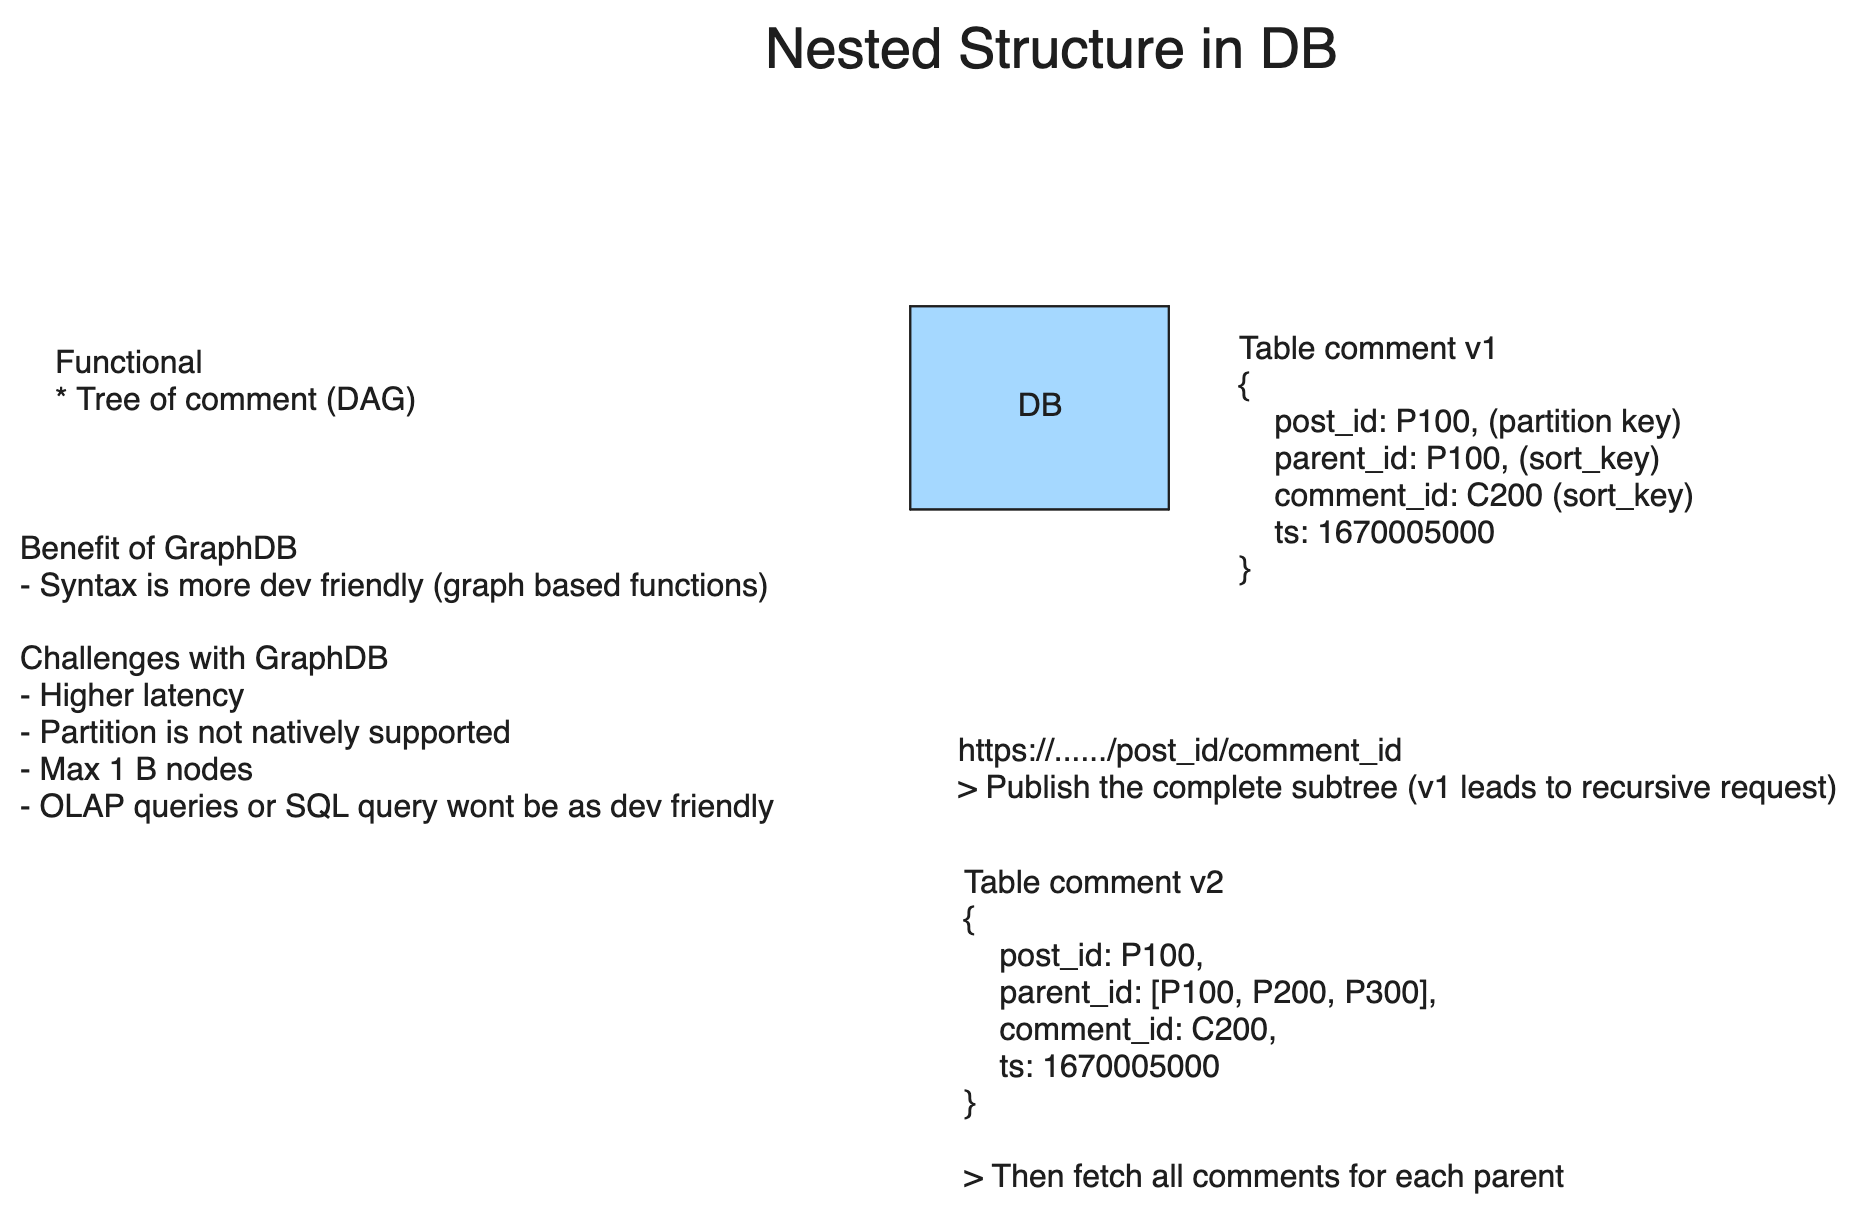 Nested Structure in DB
Functional
* Tree of comment (DAG)
Benefit of GraphDB
- Syntax is more dev friendly (graph based functions)
Challenges with GraphDB
- Higher latency
- Partition is not natively supported
- Max 1 B nodes
- OLAP queries or SQL query wont be as dev friendly
DB
Table comment v1
{
post_id: P100, (partition key)
parent_id: P100, (sort_key)
comment_id: C200 (sort_key)
ts: 1670005000
}
https://....../post_id/comment_id
> Publish the complete subtree (v1 leads to recursive request)
Table comment v2
{
post_id: P100,
parent_id: [P100, P200, P300],
comment_id: C200,
ts: 1670005000
}
> Then fetch all comments for each parent